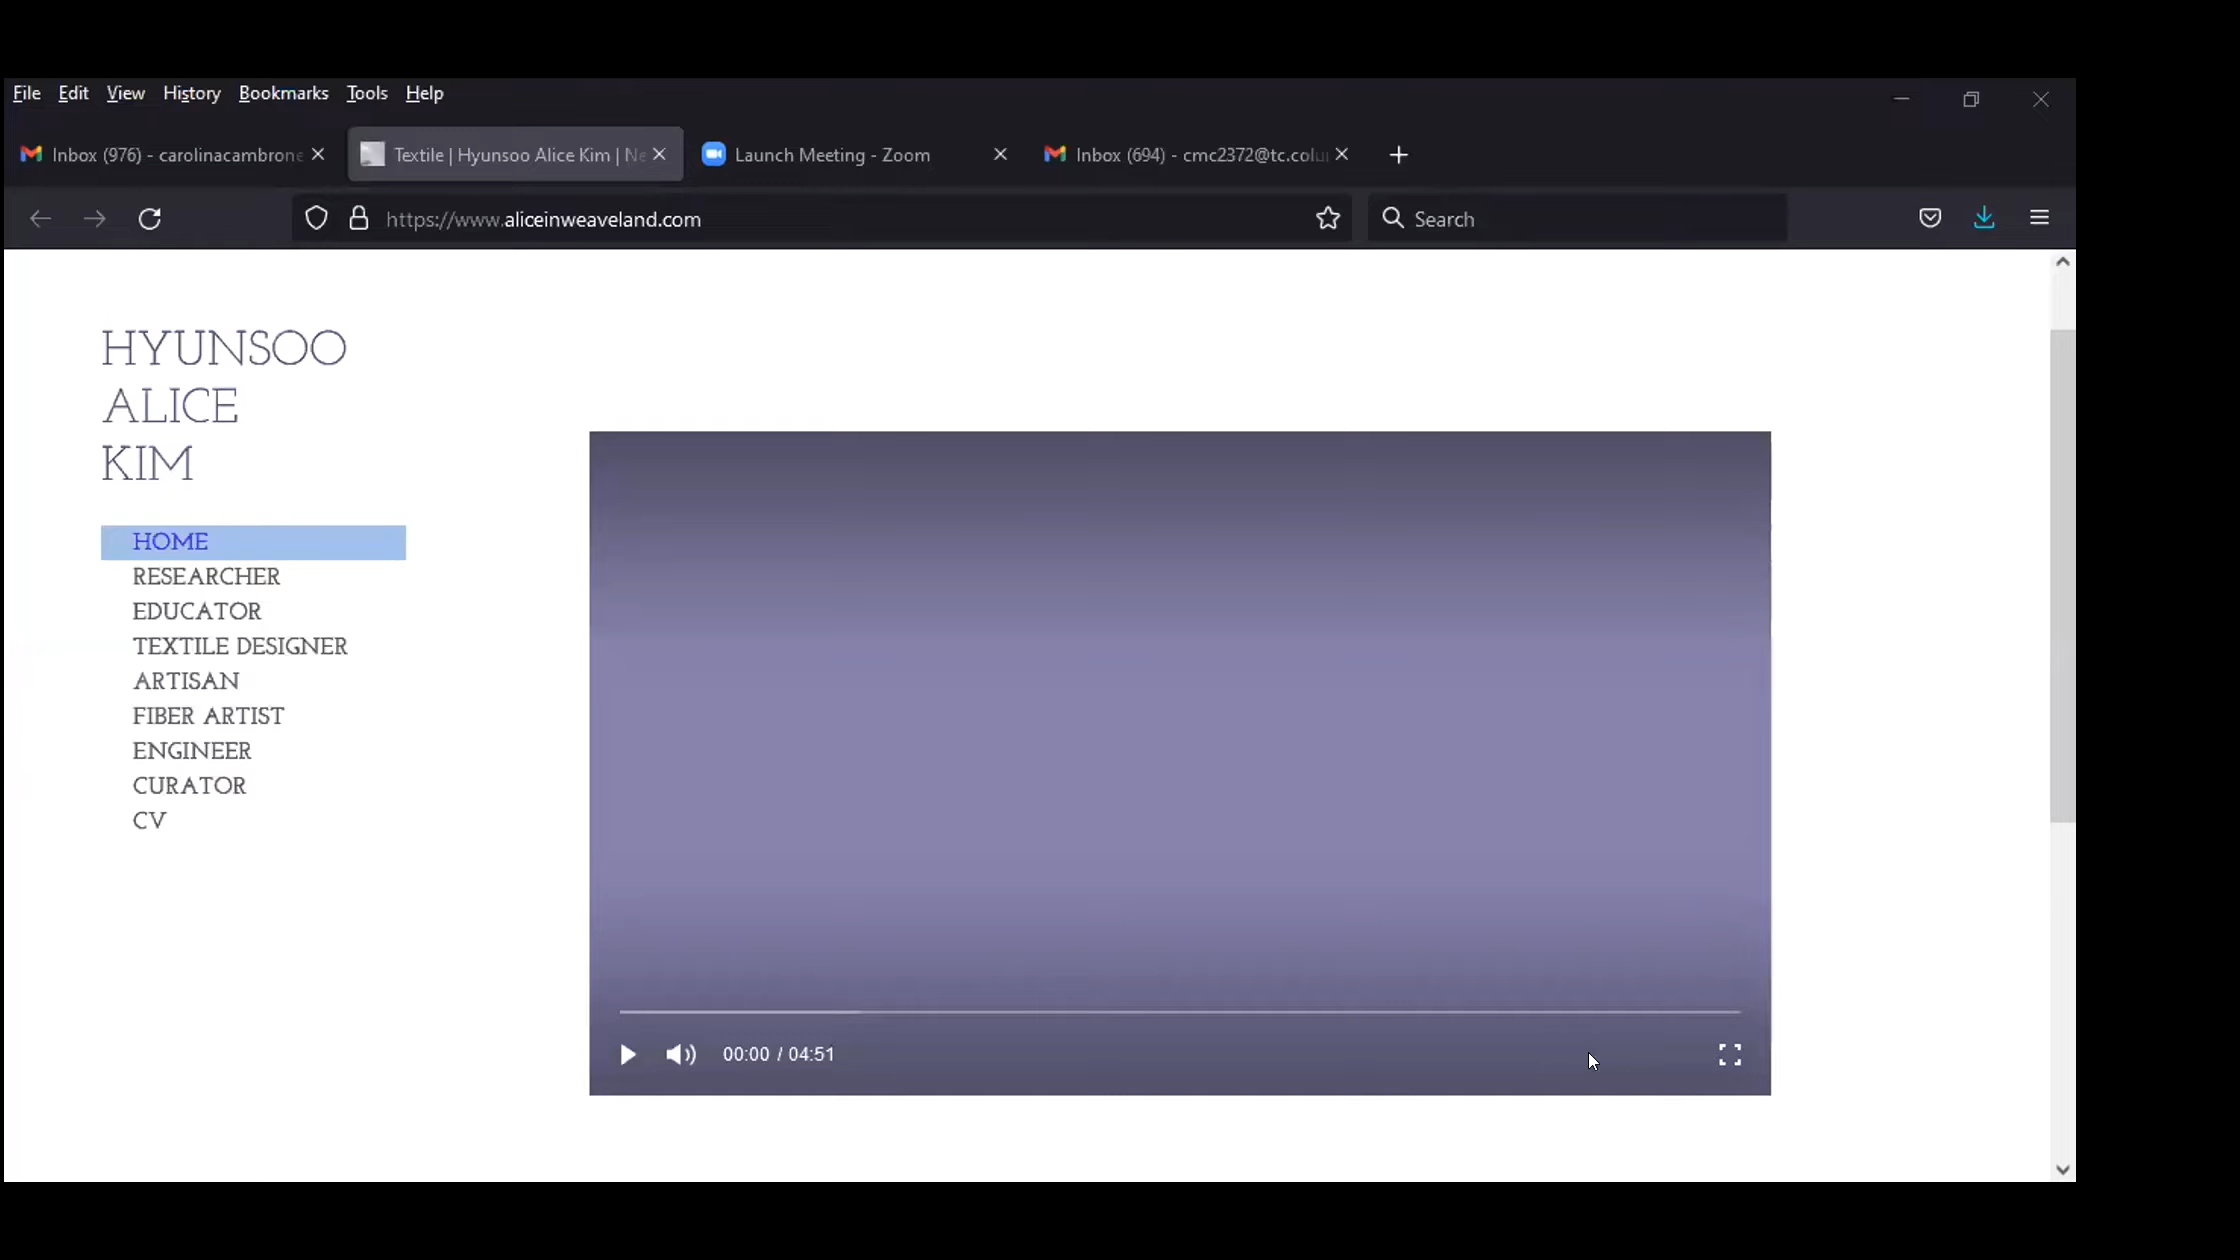 File Edit View History Bookmarks Tools Help
Inbox (976) - carolinacambrone Textile | Hyunsoo Alice Kim | Ne Launch Meeting - Zoom Inbox (694) - cmc2372@tc.colu
https://www.aliceinweaveland.com Search
HYUNSOO
ALICE
KIM
HOME
RESEARCHER
EDUCATOR
TEXTILE DESIGNER
ARTISAN
FIBER ARTIST
ENGINEER
CURATOR
CV
00:00 / 04:51